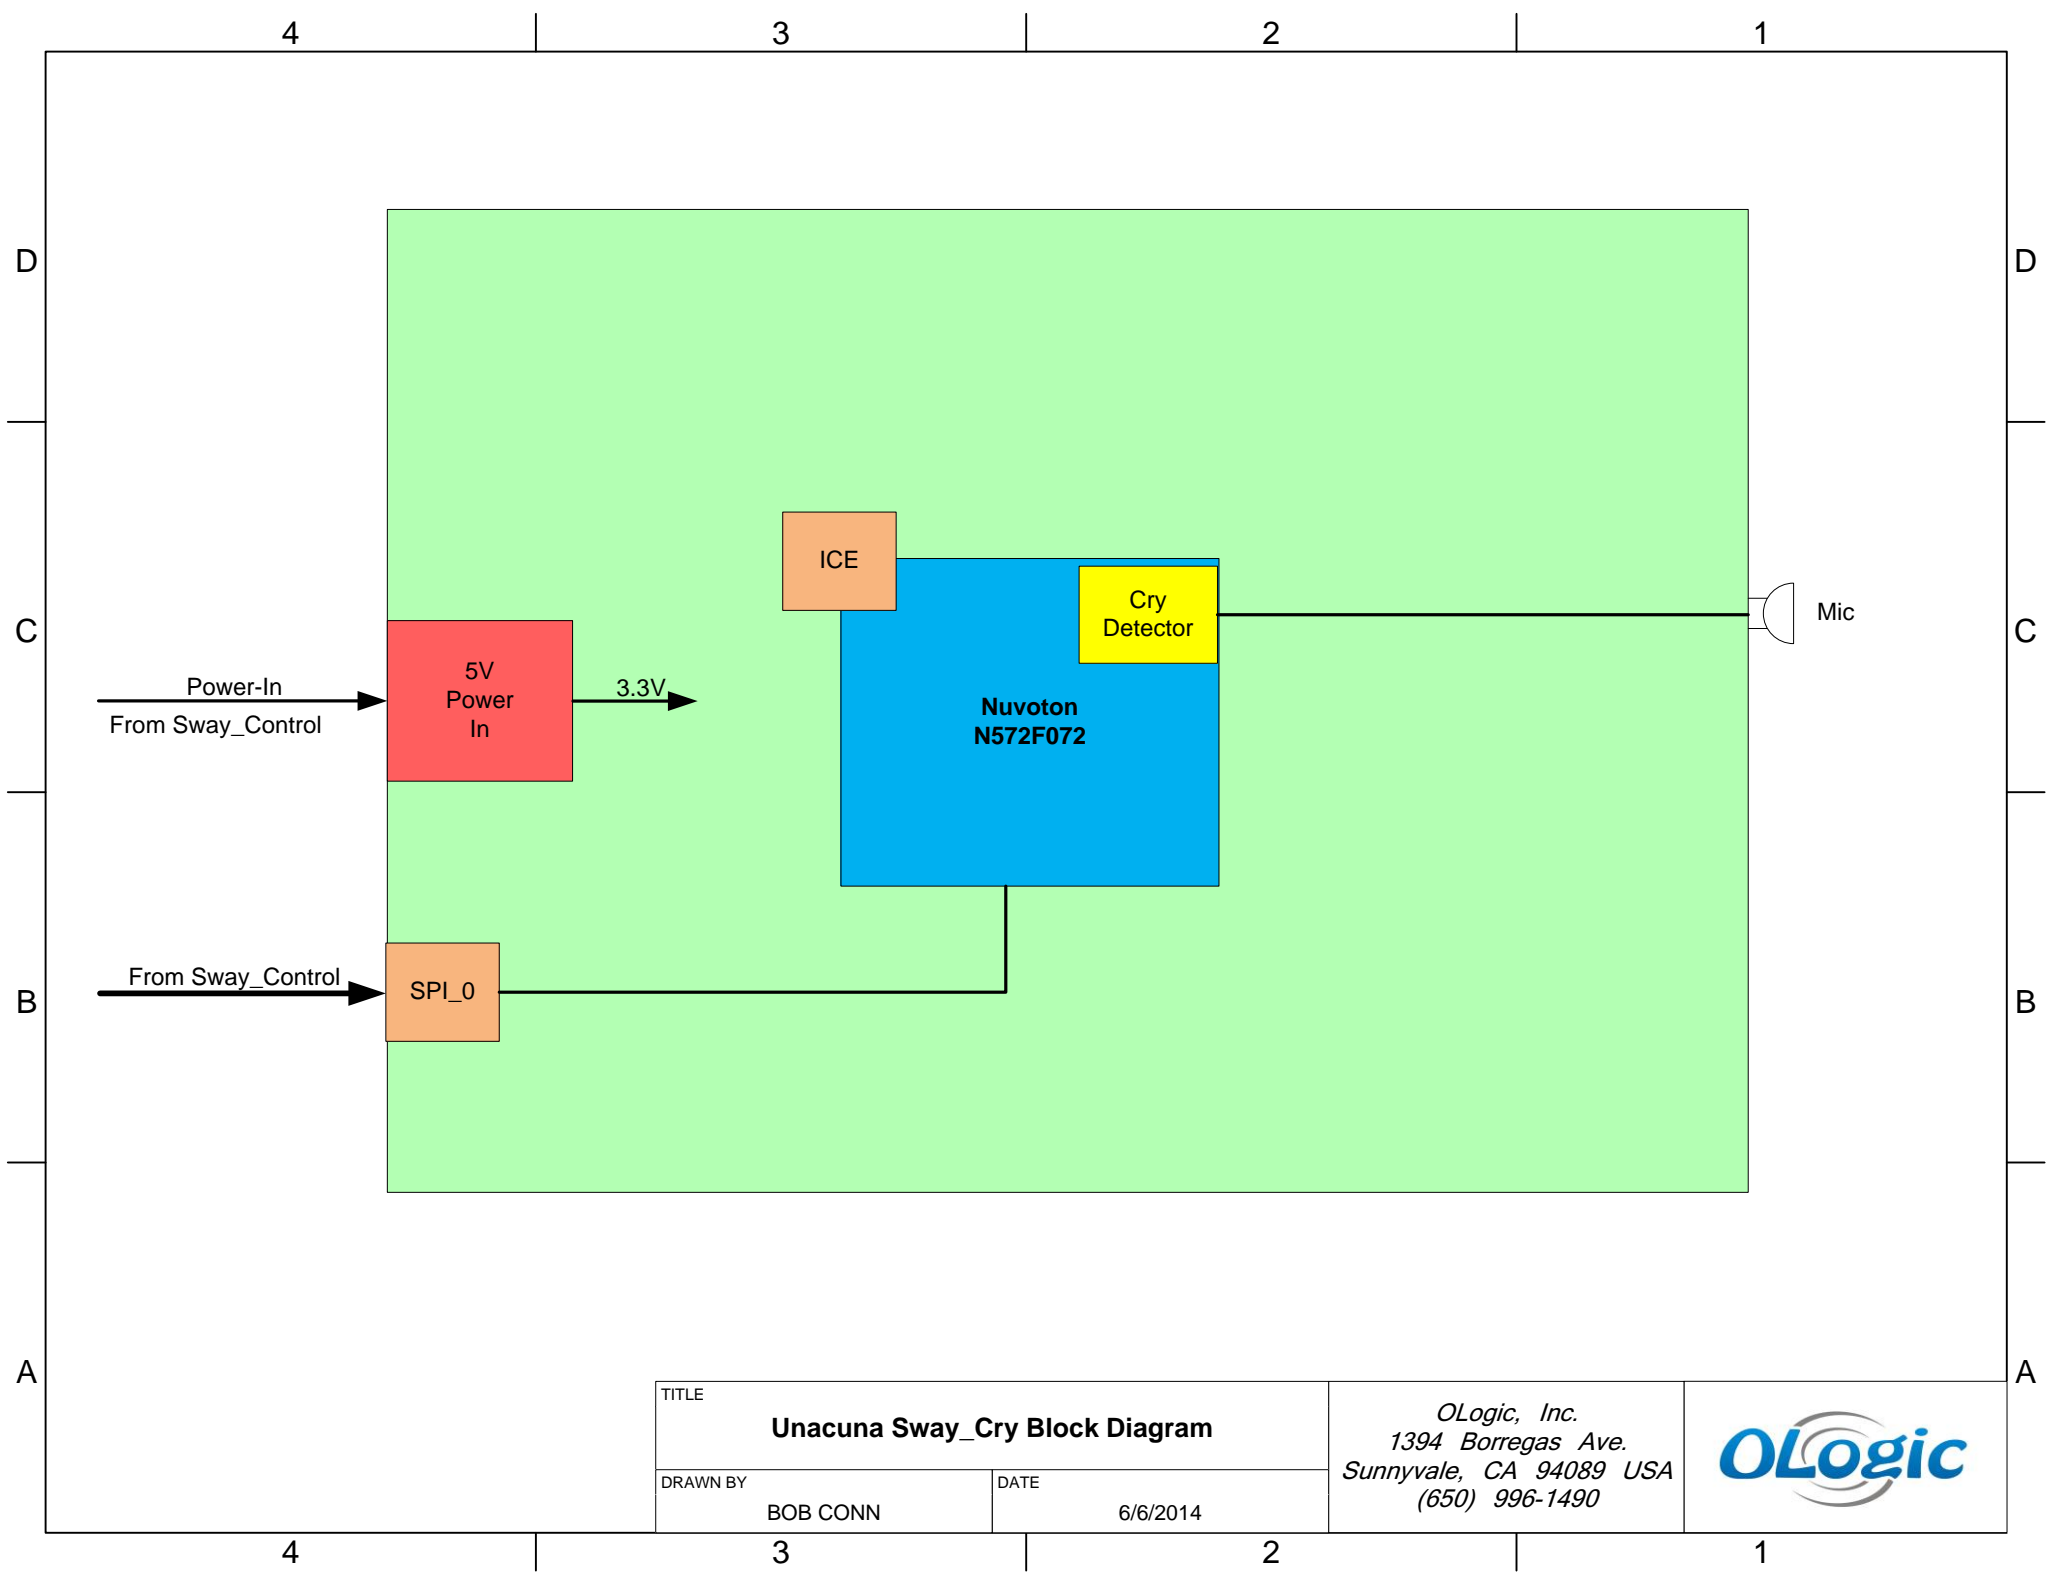 4
3
2
1
D
D
ICE
Cry
Detector
Mic
C
C
5V
Power
In
Power-In
From Sway_Control
3.3V
Nuvoton
N572F072
From Sway_Control
SPI_0
B
B
A
A
TITLE
Unacuna Sway_Cry Block Diagram
DRAWN BY
BOB CONN
DATE
6/6/2014
OLogic, Inc.
1394 Borregas Ave.
Sunnyvale, CA 94089 USA
(650) 996-1490
OLogic
4
3
2
1